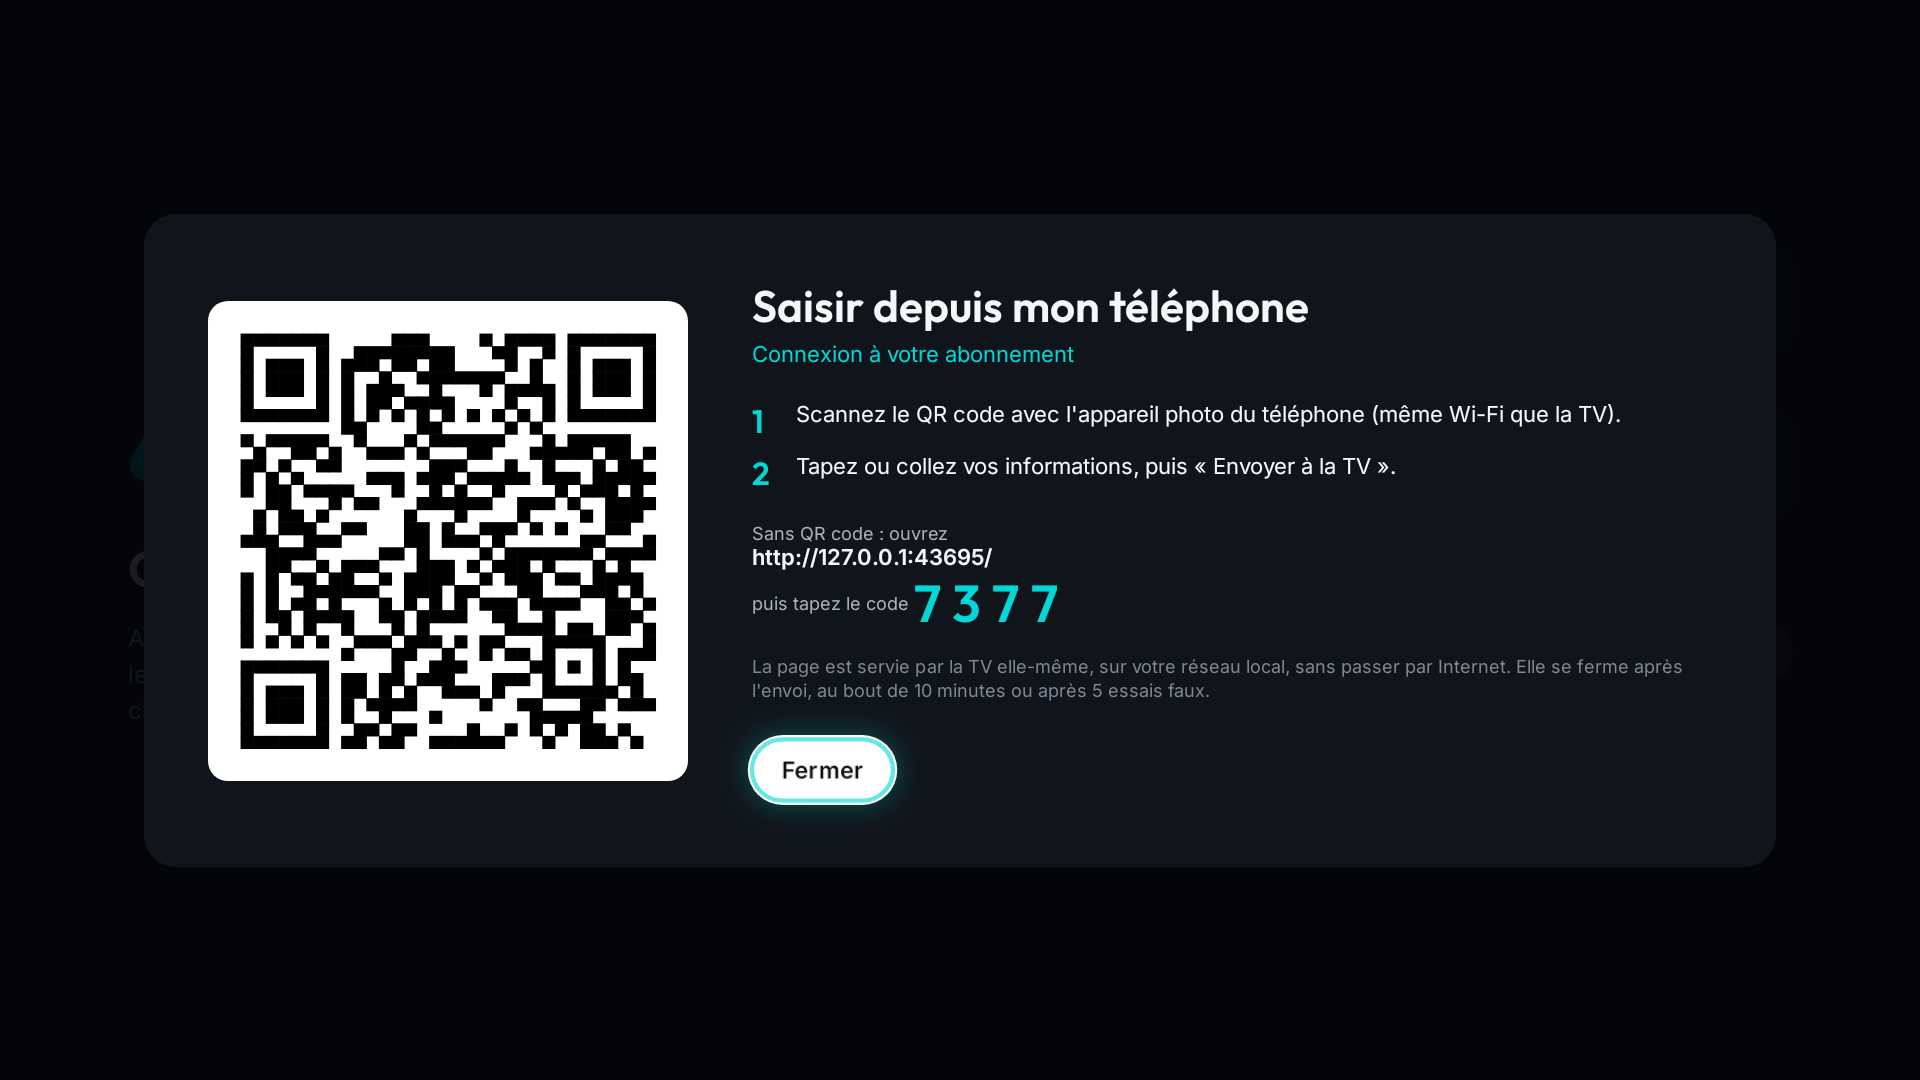 Saisir depuis mon téléphone
Connexion à votre abonnement
1 Scannez le QR code avec l'appareil photo du téléphone (même Wi-Fi que la TV).
2 Tapez ou collez vos informations, puis « Envoyer à la TV ».
Sans QR code : ouvrez
http://127.0.0.1:43695/
puis tapez le code 7377
La page est servie par la TV elle-même, sur votre réseau local, sans passer par Internet. Elle se ferme après
l'envoi, au bout de 10 minutes ou après 5 essais faux.
Fermer